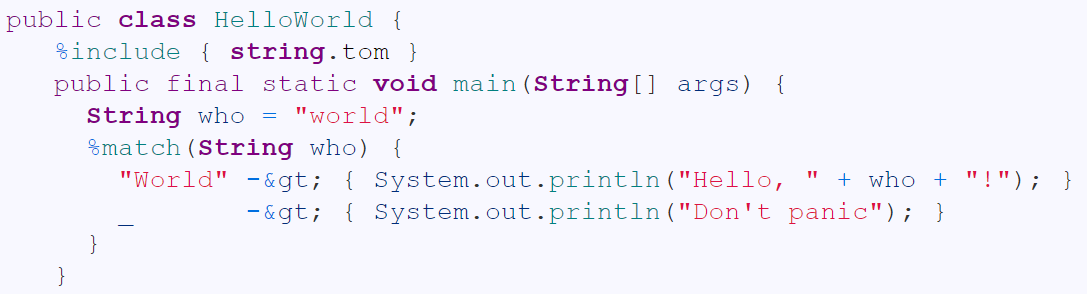 public class HelloWorld {
   %include { string.tom }
   public final static void main(String[] args) {
     String who = "world";
     %match(String who) {
       "World" -&gt; { System.out.println("Hello, " + who + "!"); }
       _       -&gt; { System.out.println("Don't panic"); }
     }
   }